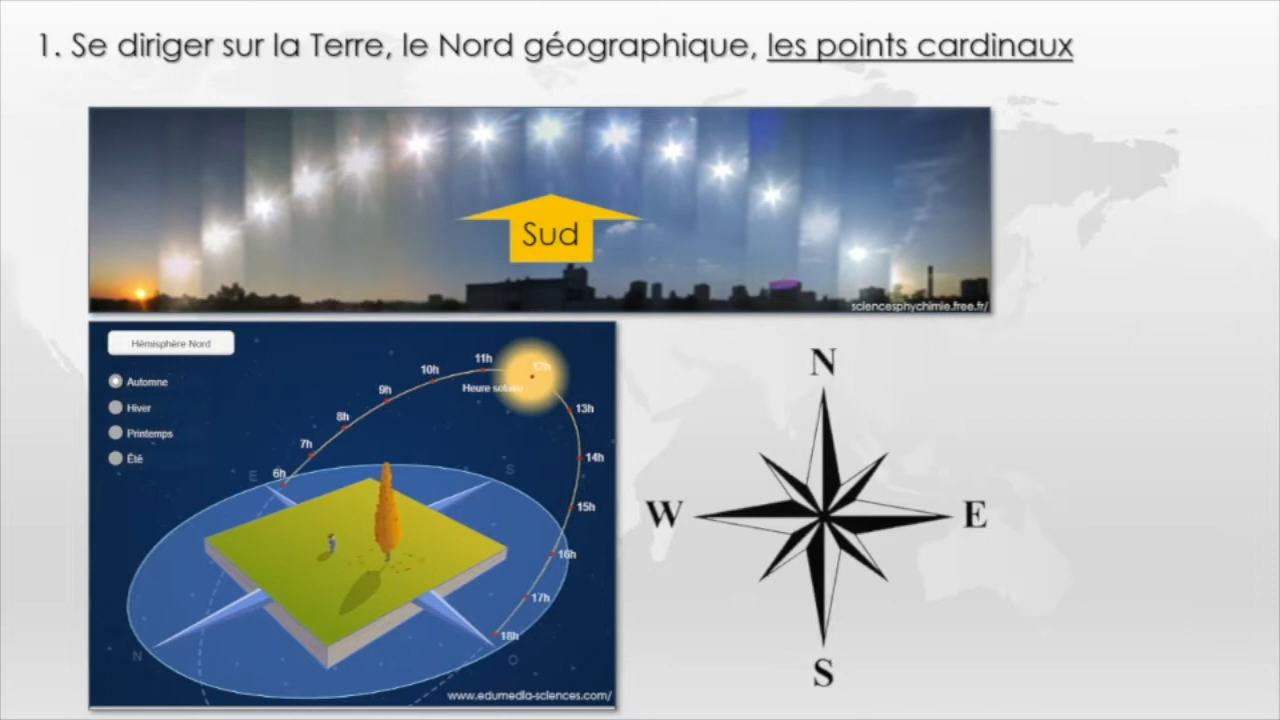 1. Se diriger sur la Terre, le Nord géographique, les points cardinaux
Sud
sciencesphychimie.free.fr/
Hémisphère Nord
Automne
Hiver
Printemps
Été
6h
7h
8h
9h
10h
11h
12h
Heure solaire
13h
14h
15h
16h
17h
18h
E
S
N
O
www.edumedia-sciences.com/
N
W
E
S